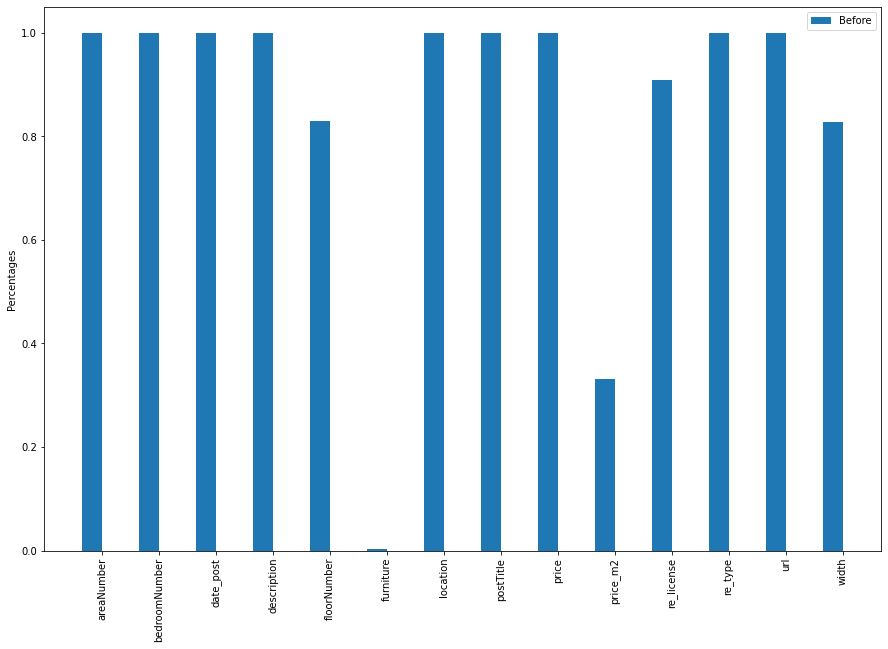 Before
1.0
0.8
0.6
0.4
0.2
0.0
Percentages
areaNumber
bedroomNumber
date_post
description
floorNumber
furniture
location
postTitle
price
price_m2
re_license
re_type
url
width